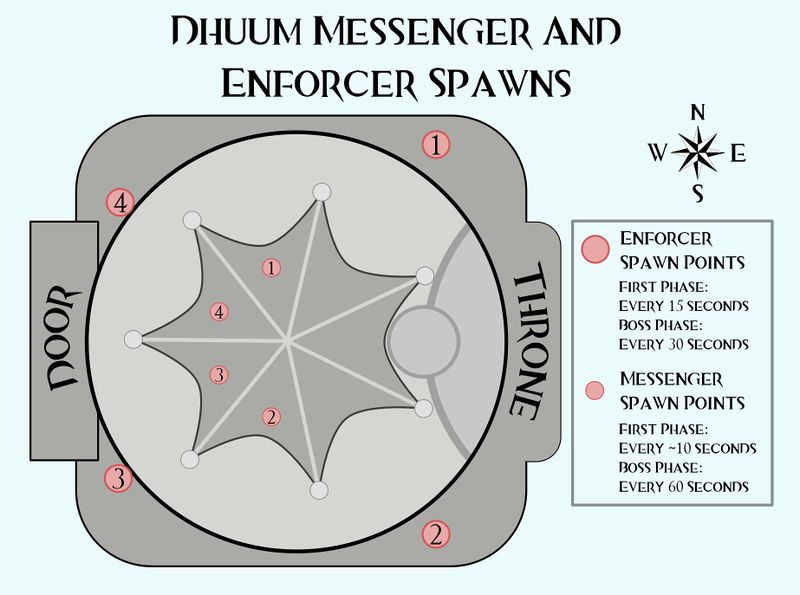 Dhuum Messenger and
Enforcer Spawns
N
W E
S
1
4
Door
1
4
3
2
Throne
3
2
Enforcer
Spawn Points
First Phase:
Every 15 seconds
Boss Phase:
Every 30 seconds
Messenger
Spawn Points
First Phase:
Every ~10 seconds
Boss Phase:
Every 60 seconds